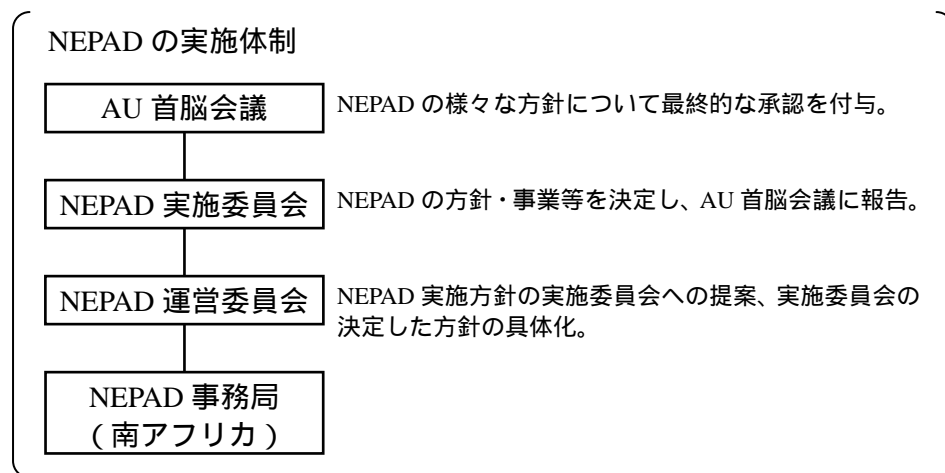 NEPAD の実施体制
AU 首脳会議
NEPAD の様々な方針について最終的な承認を付与。
NEPAD 実施委員会
NEPAD の方針・事業等を決定し、AU 首脳会議に報告。
NEPAD 運営委員会
NEPAD 実施方針の実施委員会への提案、実施委員会の
決定した方針の具体化。
NEPAD 事務局
( 南アフリカ )